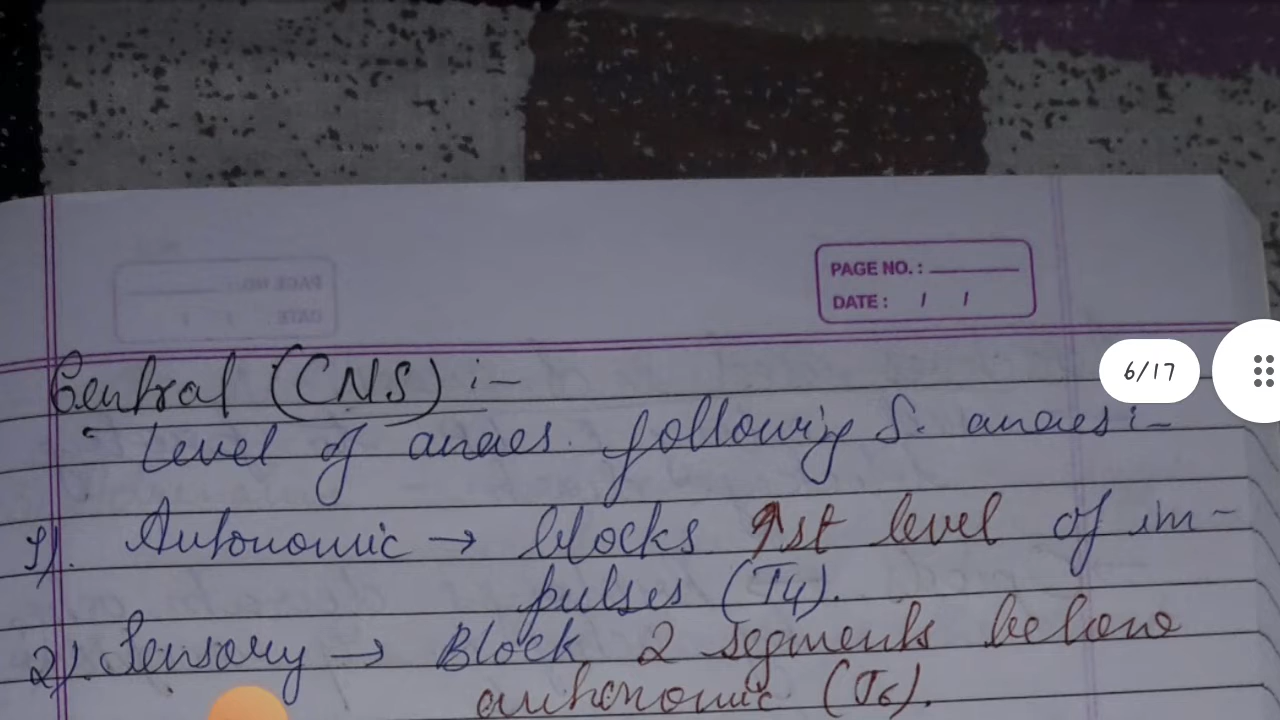 PAGE NO. :
DATE : / /
6/17
Central (CNS) :-
Level of anaes. following S. anaes :-
1). Autonomic → blocks 1st level of im-
pulses (T4).
2). Sensory → Block 2 segments below
autonomic (T6).